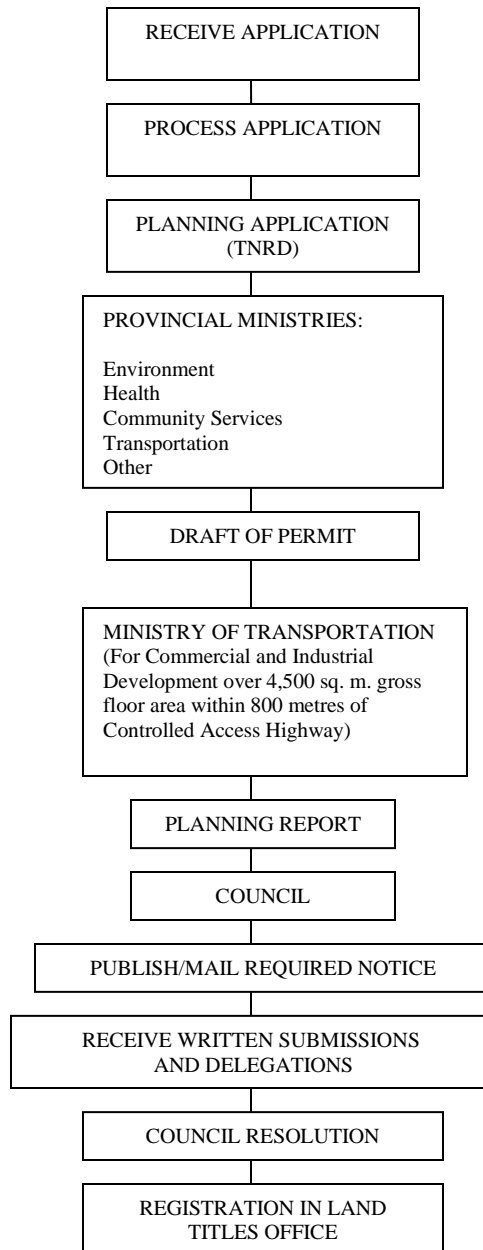 RECEIVE APPLICATION
PROCESS APPLICATION
PLANNING APPLICATION
(TNRD)
PROVINCIAL MINISTRIES:
Environment
Health
Community Services
Transportation
Other
DRAFT OF PERMIT
MINISTRY OF TRANSPORTATION
(For Commercial and Industrial
Development over 4,500 sq. m. gross
floor area within 800 metres of
Controlled Access Highway)
PLANNING REPORT
COUNCIL
PUBLISH/MAIL REQUIRED NOTICE
RECEIVE WRITTEN SUBMISSIONS
AND DELEGATIONS
COUNCIL RESOLUTION
REGISTRATION IN LAND
TITLES OFFICE